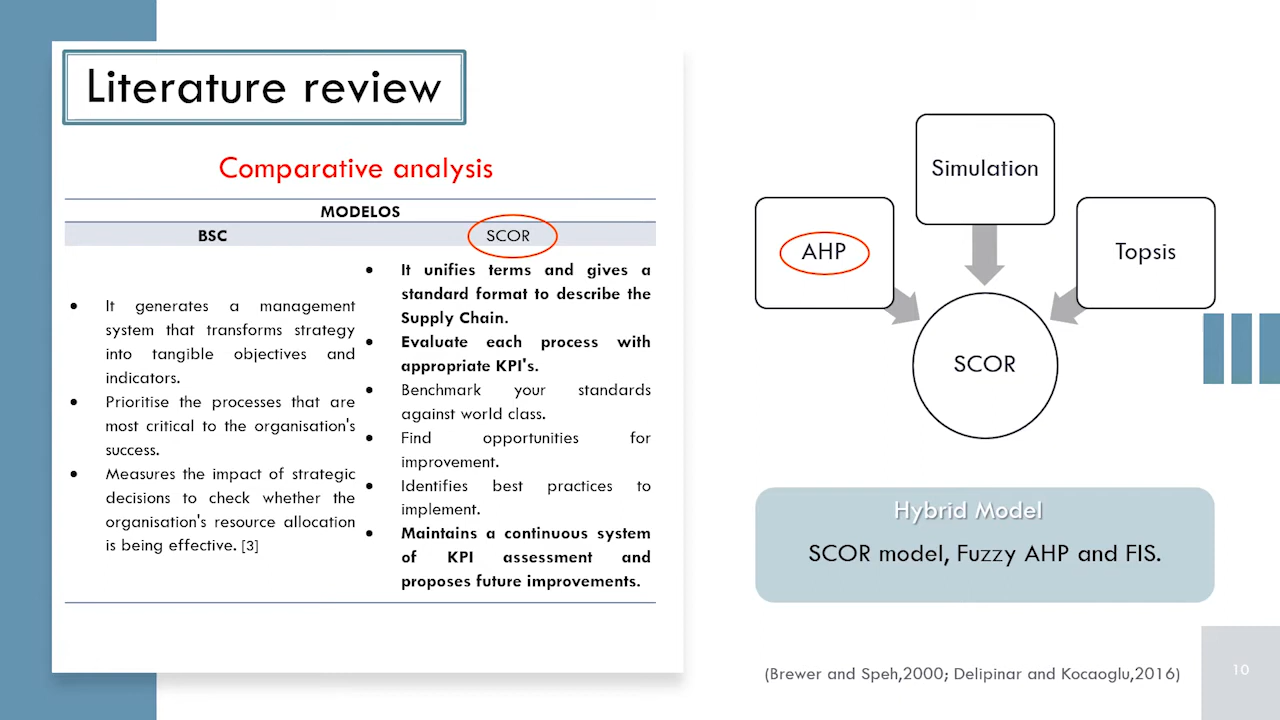 Literature review
Comparative analysis
MODELOS
BSC
SCOR
• It generates a management
system that transforms strategy
into tangible objectives and
indicators.
• Prioritise the processes that are
most critical to the organisation's
success.
• Measures the impact of strategic
decisions to check whether the
organisation's resource allocation
is being effective. [3]
• It unifies terms and gives a
standard format to describe the
Supply Chain.
• Evaluate each process with
appropriate KPI's.
• Benchmark your standards
against world class.
• Find opportunities for
improvement.
• Identifies best practices to
implement.
• Maintains a continuous system
of KPI assessment and
proposes future improvements.
Simulation
AHP
Topsis
SCOR
Hybrid Model
SCOR model, Fuzzy AHP and FIS.
(Brewer and Speh,2000; Delipinar and Kocaoglu,2016)
10